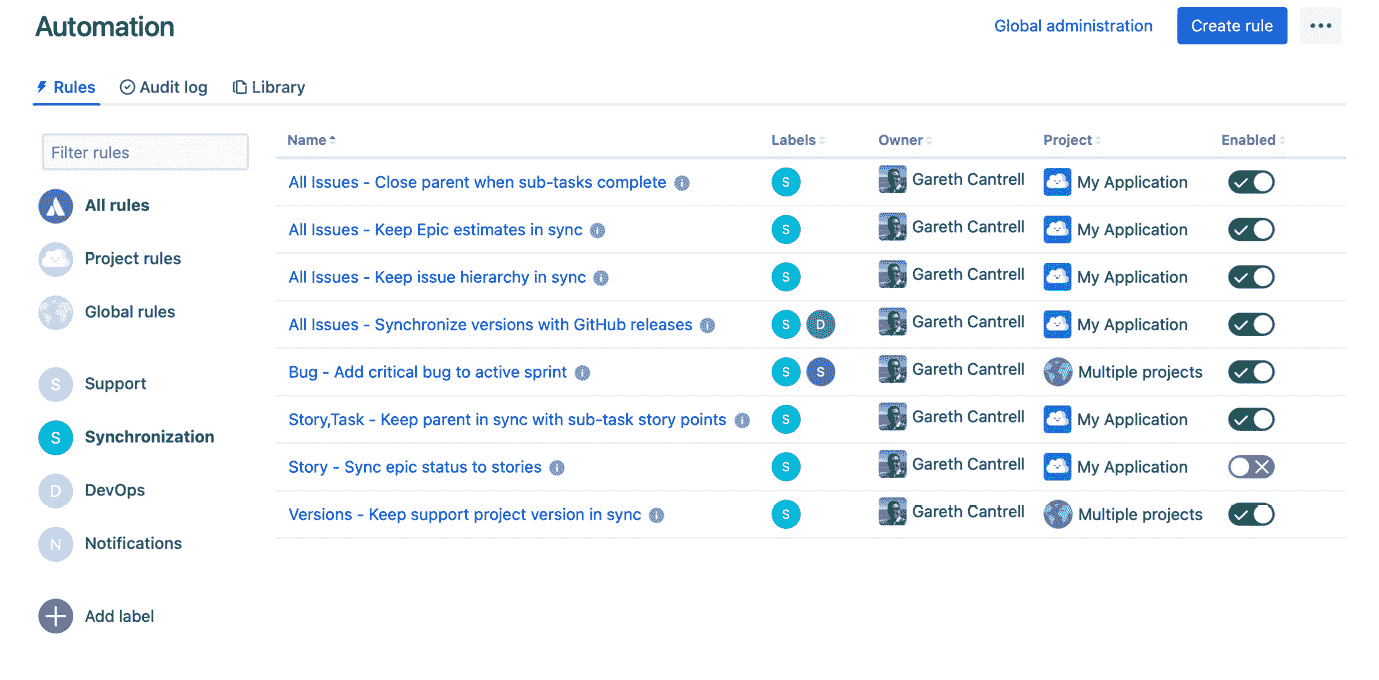 Automation
Global administration
Create rule
Rules
Audit log
Library
Filter rules
All rules
Project rules
Global rules
S Support
S Synchronization
D DevOps
N Notifications
Add label
Name Labels Owner Project Enabled
All Issues - Close parent when sub-tasks complete S Gareth Cantrell My Application
All Issues - Keep Epic estimates in sync S Gareth Cantrell My Application
All Issues - Keep issue hierarchy in sync S Gareth Cantrell My Application
All Issues - Synchronize versions with GitHub releases S D Gareth Cantrell My Application
Bug - Add critical bug to active sprint S S Gareth Cantrell Multiple projects
Story,Task - Keep parent in sync with sub-task story points S Gareth Cantrell My Application
Story - Sync epic status to stories S Gareth Cantrell My Application
Versions - Keep support project version in sync S Gareth Cantrell Multiple projects